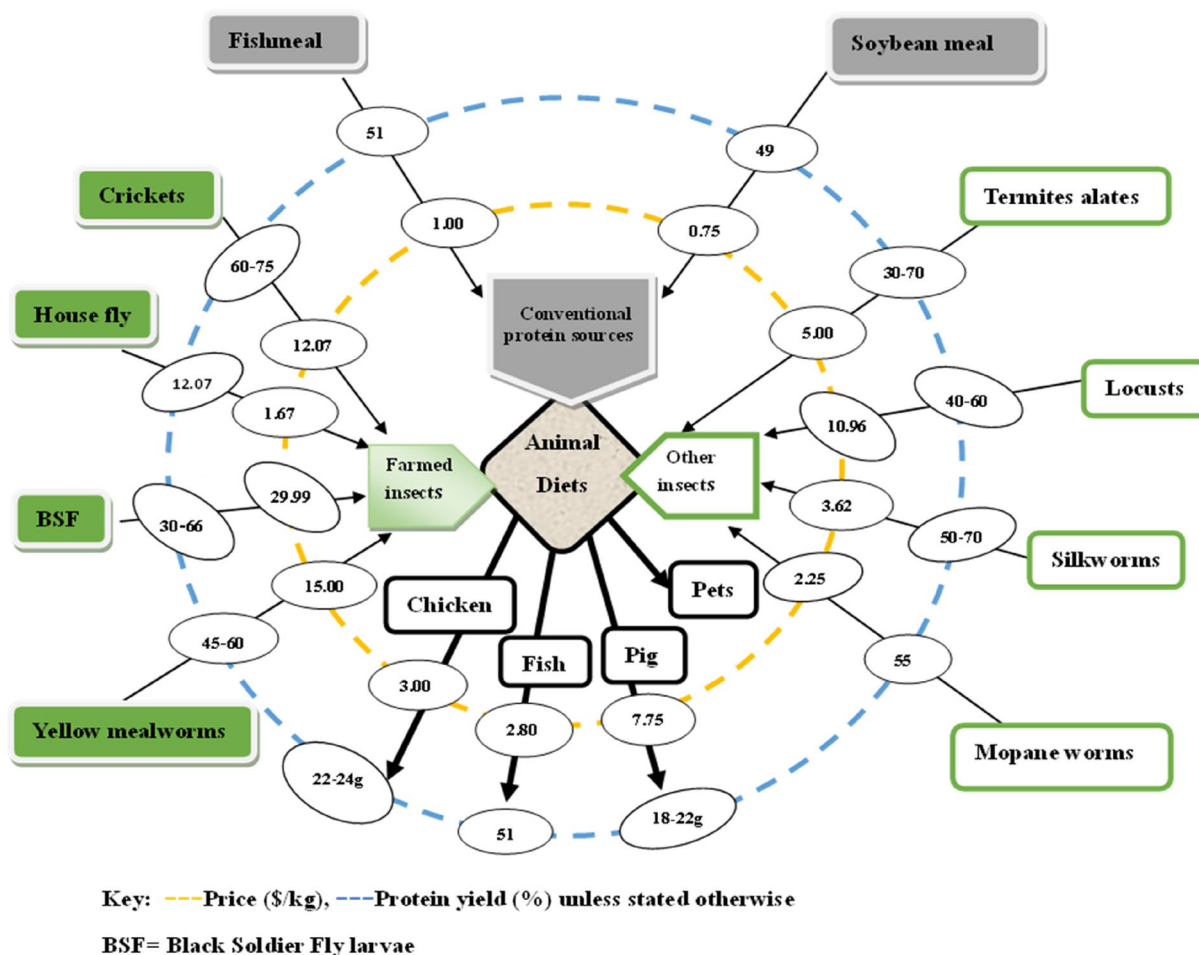 Fishmeal
Soybean meal
51
49
Crickets
Termites alates
1.00
0.75
60-75
30-70
House fly
Conventional
protein sources
12.07
5.00
12.07
Locusts
40-60
1.67
10.96
Animal
Diets
Farmed
insects
Other
insects
BSF
30-66
29.99
3.62
50-70
Silkworms
15.00
2.25
Chicken
Pets
45-60
Fish
Pig
55
Yellow mealworms
3.00
2.80
7.75
Mopane worms
22-24g
51
18-22g
Key: Price ($/kg), Protein yield (%) unless stated otherwise
BSF= Black Soldier Fly larvae